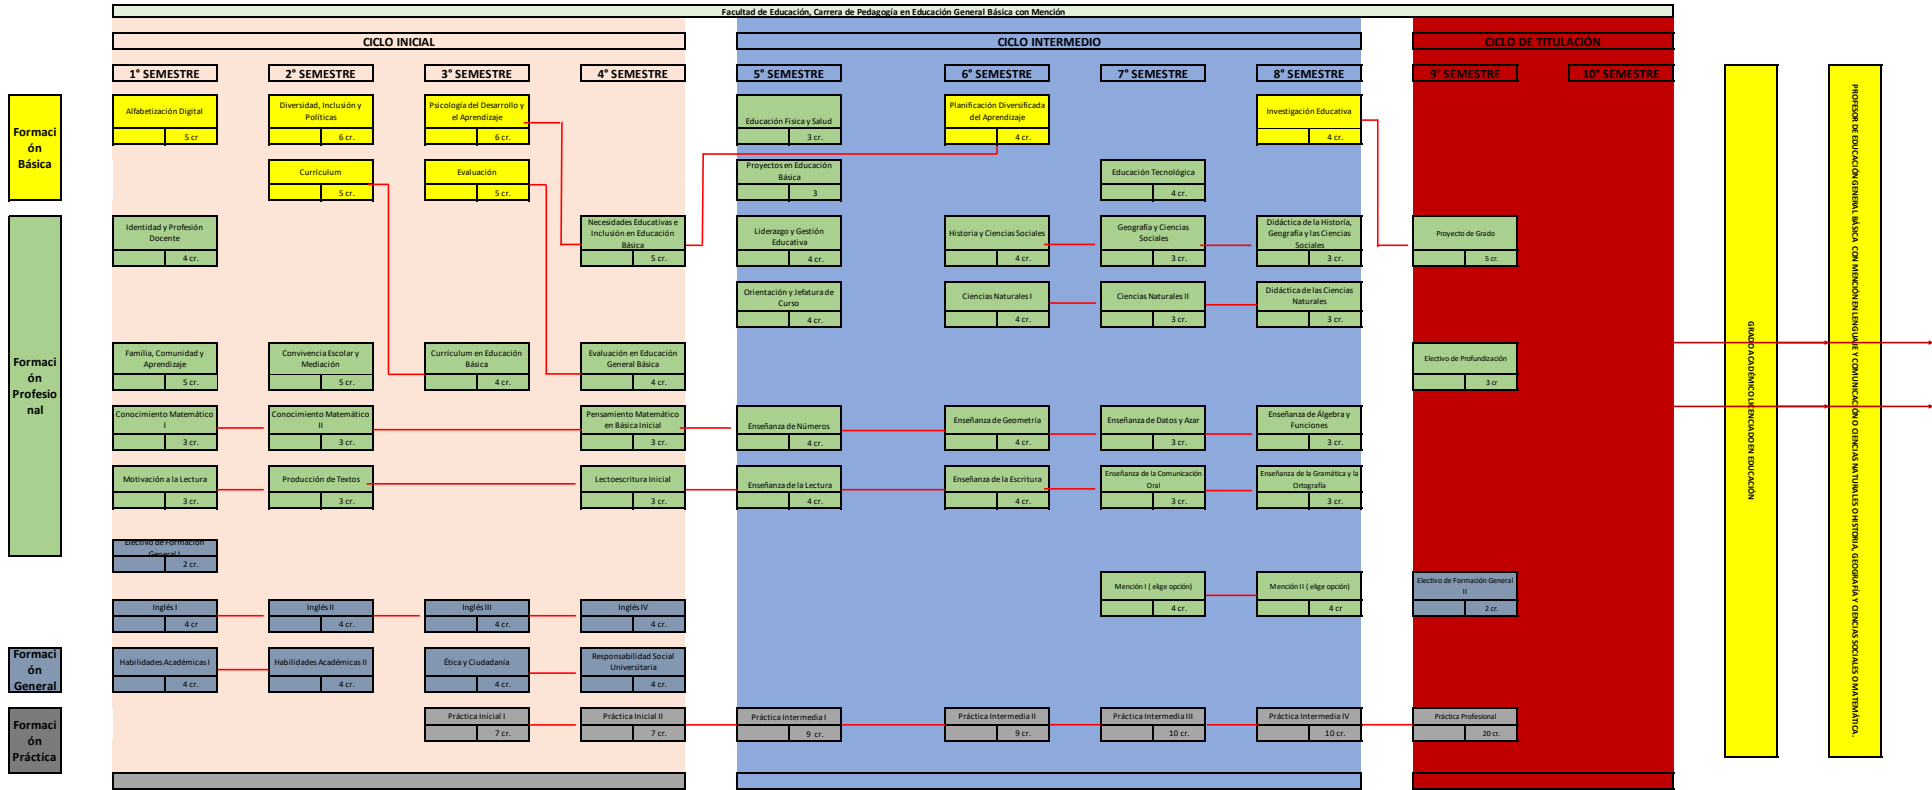 Facultad de Educación, Carrera de Pedagogía en Educación General Básica con Mención
CICLO INICIAL
CICLO INTERMEDIO
CICLO DE TITULACIÓN
1° SEMESTRE
2° SEMESTRE
3° SEMESTRE
4° SEMESTRE
5° SEMESTRE
6° SEMESTRE
7° SEMESTRE
8° SEMESTRE
9° SEMESTRE
10° SEMESTRE
Formaci
ón
Básica
Alfabetización Digital
5 cr
Diversidad, Inclusión y
Políticas
6 cr.
Psicología del Desarrollo y
el Aprendizaje
6 cr.
Educación Fisica y Salud
3 cr.
Planificación Diversificada
del Aprendizaje
4 cr.
Investigación Educativa
4 cr.
Currículum
5 cr.
Evaluación
5 cr.
Proyectos en Educación
Básica
3
Educación Tecnológica
4 cr.
Formaci
ón
Profesio
nal
Identidad y Profesión
Docente
4 cr.
Necesidades Educativas e
Inclusión en Educación
Básica
5 cr.
Liderazgo y Gestión
Educativa
4 cr.
Historia y Ciencias Sociales
4 cr.
Geografía y Ciencias
Sociales
3 cr.
Didáctica de la Historía,
Geografía y las Ciencias
Sociales
3 cr.
Proyecto de Grado
5 cr.
Orientación y Jefatura de
Curso
4 cr.
Ciencias Naturales I
4 cr.
Ciencias Naturales II
3 cr.
Didáctica de las Ciencias
Naturales
3 cr.
Familia, Comunidad y
Aprendizaje
5 cr.
Convivencia Escolar y
Mediación
5 cr.
Currículum en Educación
Básica
4 cr.
Evaluación en Educación
General Básica
4 cr.
Electivo de Profundización
3 cr
Conocimiento Matemático
I
3 cr.
Conocimiento Matemático
II
3 cr.
Pensamiento Matemático
en Básica Inicial
3 cr.
Enseñanza de Números
4 cr.
Enseñanza de Geometría
4 cr.
Enseñanza de Datos y Azar
3 cr.
Enseñanza de Álgebra y
Funciones
3 cr.
Motivación a la Lectura
3 cr.
Producción de Textos
3 cr.
Lectoescritura Inicial
3 cr.
Enseñanza de la Lectura
4 cr.
Enseñanza de la Escritura
4 cr.
Enseñanza de la Comunicación
Oral
3 cr.
Enseñanza de la Gramática y la
Ortografía
3 cr.
Electivo de Formación
General I
2 cr.
Mención I ( elige opción)
4 cr.
Mención II ( elige opción)
4 cr
Electivo de Formación General
II
2 cr.
Inglés I
4 cr
Inglés II
4 cr.
Inglés III
4 cr.
Inglés IV
4 cr.
Formaci
ón
General
Habilidades Académicas I
4 cr.
Habilidades Académicas II
4 cr.
Ética y Ciudadanía
4 cr.
Responsabilidad Social
Universitaria
4 cr.
Formaci
ón
Práctica
Práctica Inicial I
7 cr.
Práctica Inicial II
7 cr.
Práctica Intermedia I
9 cr.
Práctica Intermedia II
9 cr.
Práctica Intermedia III
10 cr.
Práctica Intermedia IV
10 cr.
Práctica Profesional
20 cr.
GRADO ACADÉMICO LICENCIADO EN EDUCACIÓN
PROFESOR DE EDUCACIÓN GENERAL BÁSICA CON MENCIÓN EN LENGUAJE Y COMUNICACIÓN O CIENCIAS NATURALES O HISTORIA, GEOGRAFÍA Y CIENCIAS SOCIALES O MATEMÁTICA.